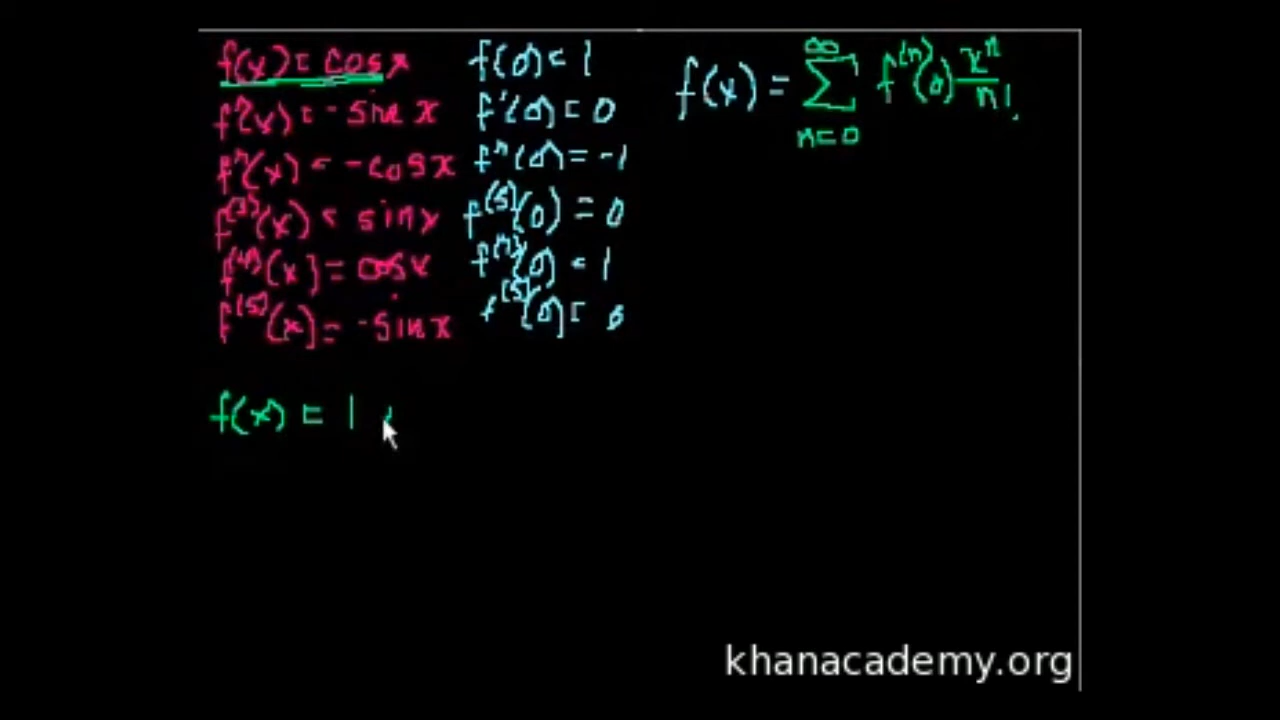 f(x) = cos x
f'(x) = -sin x
f''(x) = -cos x
f^(3)(x) = sin x
f^(4)(x) = cos x
f^(5)(x) = -sin x
f(0) = 1
f'(0) = 0
f''(0) = -1
f^(3)(0) = 0
f^(4)(0) = 1
f^(5)(0) = 0
f(x) = ∑_{n=0}^{∞} f^(n)(0) x^n/n!
f(x) = 1
khanacademy.org